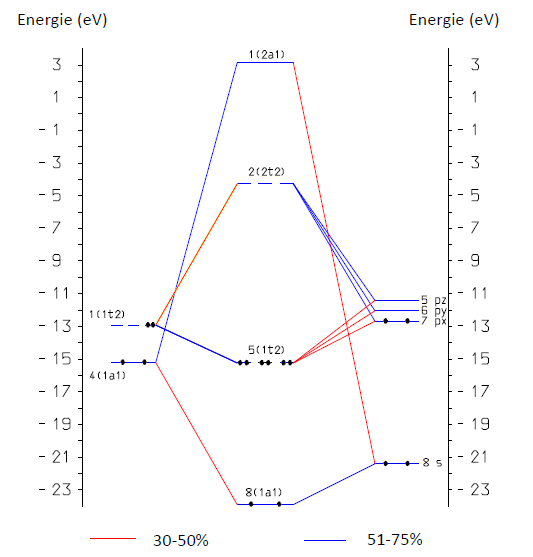 Energie (eV) Energie (eV)
1(2a1)
3 3
1 1
- 1 - 1
- 3 - 3
2(2t2)
- 5 - 5
- 7 - 7
- 9 - 9
- 11 - 11
5 pz
6 py
1(1t2)
7 px
- 13 - 13
5(1t2)
- 15 - 15
4(1a1)
- 17 - 17
- 19 - 19
- 21 - 21
8 s
8(1a1)
- 23 - 23
30-50% 51-75%